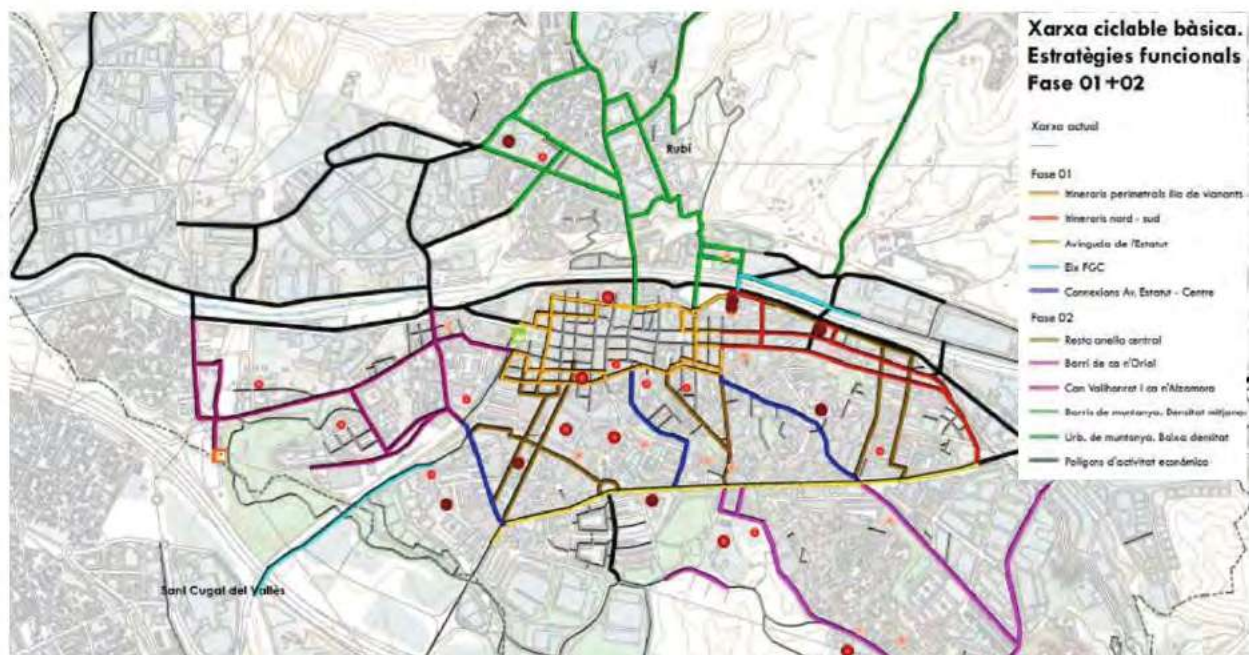 Xarxa ciclable bàsica.
Estratègies funcionals
Fase 01+02
Xarxa actual
Fase 01
Itineraris perimetrals illa de vianants
Itineraris nord - sud
Avinguda de l'Estatut
Eix FGC
Connexions Av. Estatut - Centre
Fase 02
Resta anella central
Barri de ca n'Oriol
Can Vallhonrat i ca n'Alzamora
Barris de muntanya. Densitat mitjana
Urb. de muntanya. Baixa densitat
Polígons d'activitat econòmica
Rubí
Sant Cugat del Vallès